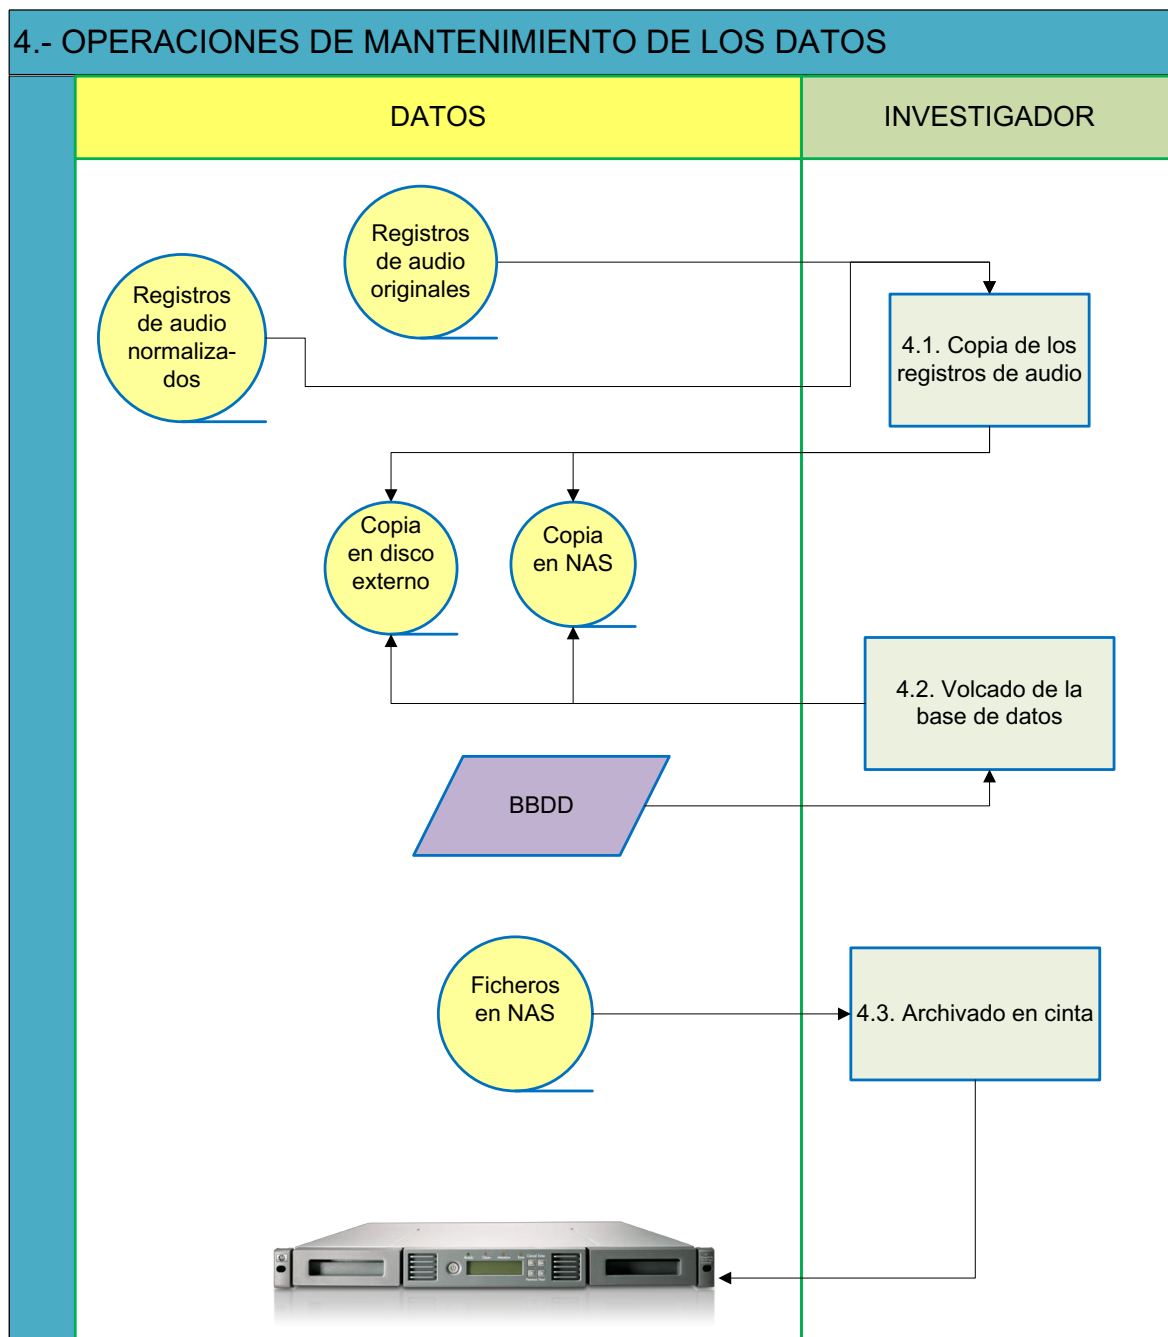 4.- OPERACIONES DE MANTENIMIENTO DE LOS DATOS
DATOS
INVESTIGADOR
Registros
de audio
originales
Registros
de audio
normaliza-
dos
4.1. Copia de los
registros de audio
Copia
en disco
externo
Copia
en NAS
4.2. Volcado de la
base de datos
BBDD
Ficheros
en NAS
4.3. Archivado en cinta